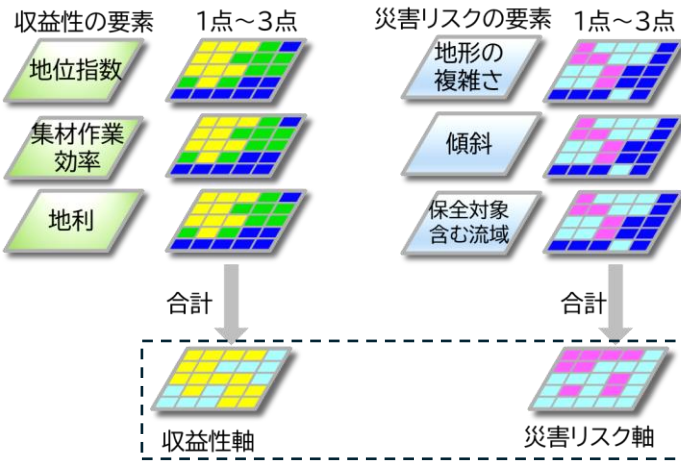 収益性の要素 1点～3点
地位指数
集材作業
効率
地利
合計
収益性軸
災害リスクの要素 1点～3点
地形の
複雑さ
傾斜
保全対象
含む流域
合計
災害リスク軸